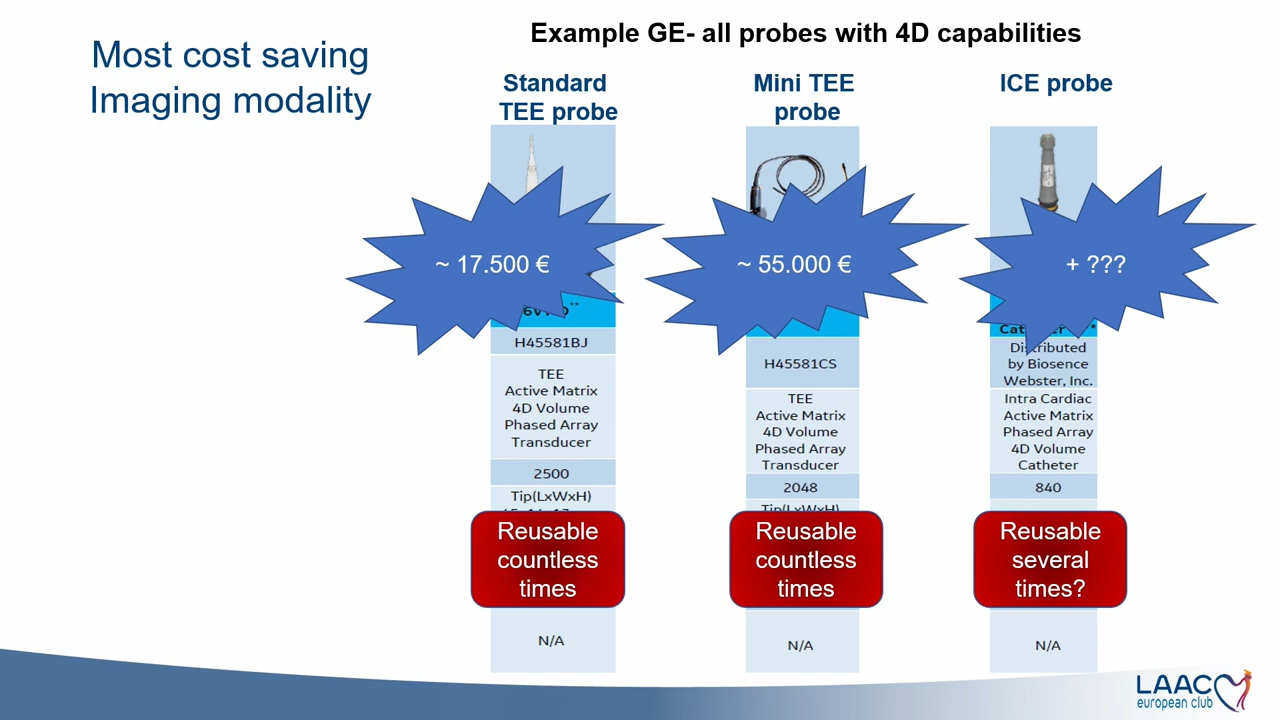 Most cost saving
Imaging modality
Example GE- all probes with 4D capabilities
Standard
TEE probe
~ 17.500 €
H45581BJ
TEE
Active Matrix
4D Volume
Phased Array
Transducer
2500
Tip(LxWxH)
Reusable
countless
times
N/A
Mini TEE
probe
~ 55.000 €
H45581CS
TEE
Active Matrix
4D Volume
Phased Array
Transducer
2048
Tip(LxWxH)
Reusable
countless
times
N/A
ICE probe
+ ???
Distributed
by Biosence
Webster, Inc.
Intra Cardiac
Active Matrix
Phased Array
4D Volume
Catheter
840
Reusable
several
times?
N/A
LAAC
european club